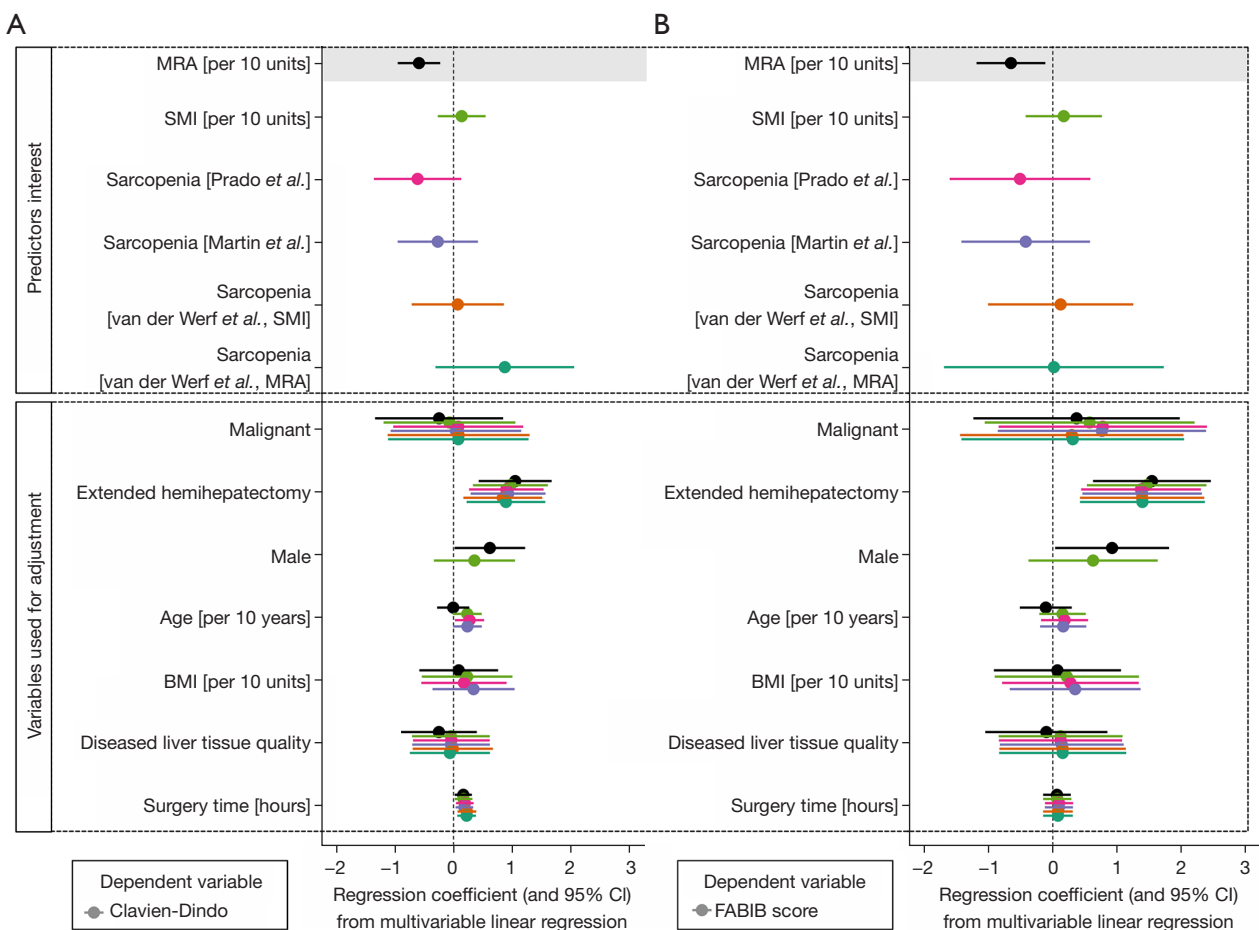 A
Predictors interest
MRA [per 10 units]
SMI [per 10 units]
Sarcopenia [Prado et al.]
Sarcopenia [Martin et al.]
Sarcopenia
[van der Werf et al., SMI]
Sarcopenia
[van der Werf et al., MRA]
Variables used for adjustment
Malignant
Extended hemihepatectomy
Male
Age [per 10 years]
BMI [per 10 units]
Diseased liver tissue quality
Surgery time [hours]
−2 −1 0 1 2 3
Dependent variable
Clavien-Dindo
Regression coefficient (and 95% CI)
from multivariable linear regression
B
MRA [per 10 units]
SMI [per 10 units]
Sarcopenia [Prado et al.]
Sarcopenia [Martin et al.]
Sarcopenia
[van der Werf et al., SMI]
Sarcopenia
[van der Werf et al., MRA]
Malignant
Extended hemihepatectomy
Male
Age [per 10 years]
BMI [per 10 units]
Diseased liver tissue quality
Surgery time [hours]
−2 −1 0 1 2 3
Dependent variable
FABIB score
Regression coefficient (and 95% CI)
from multivariable linear regression